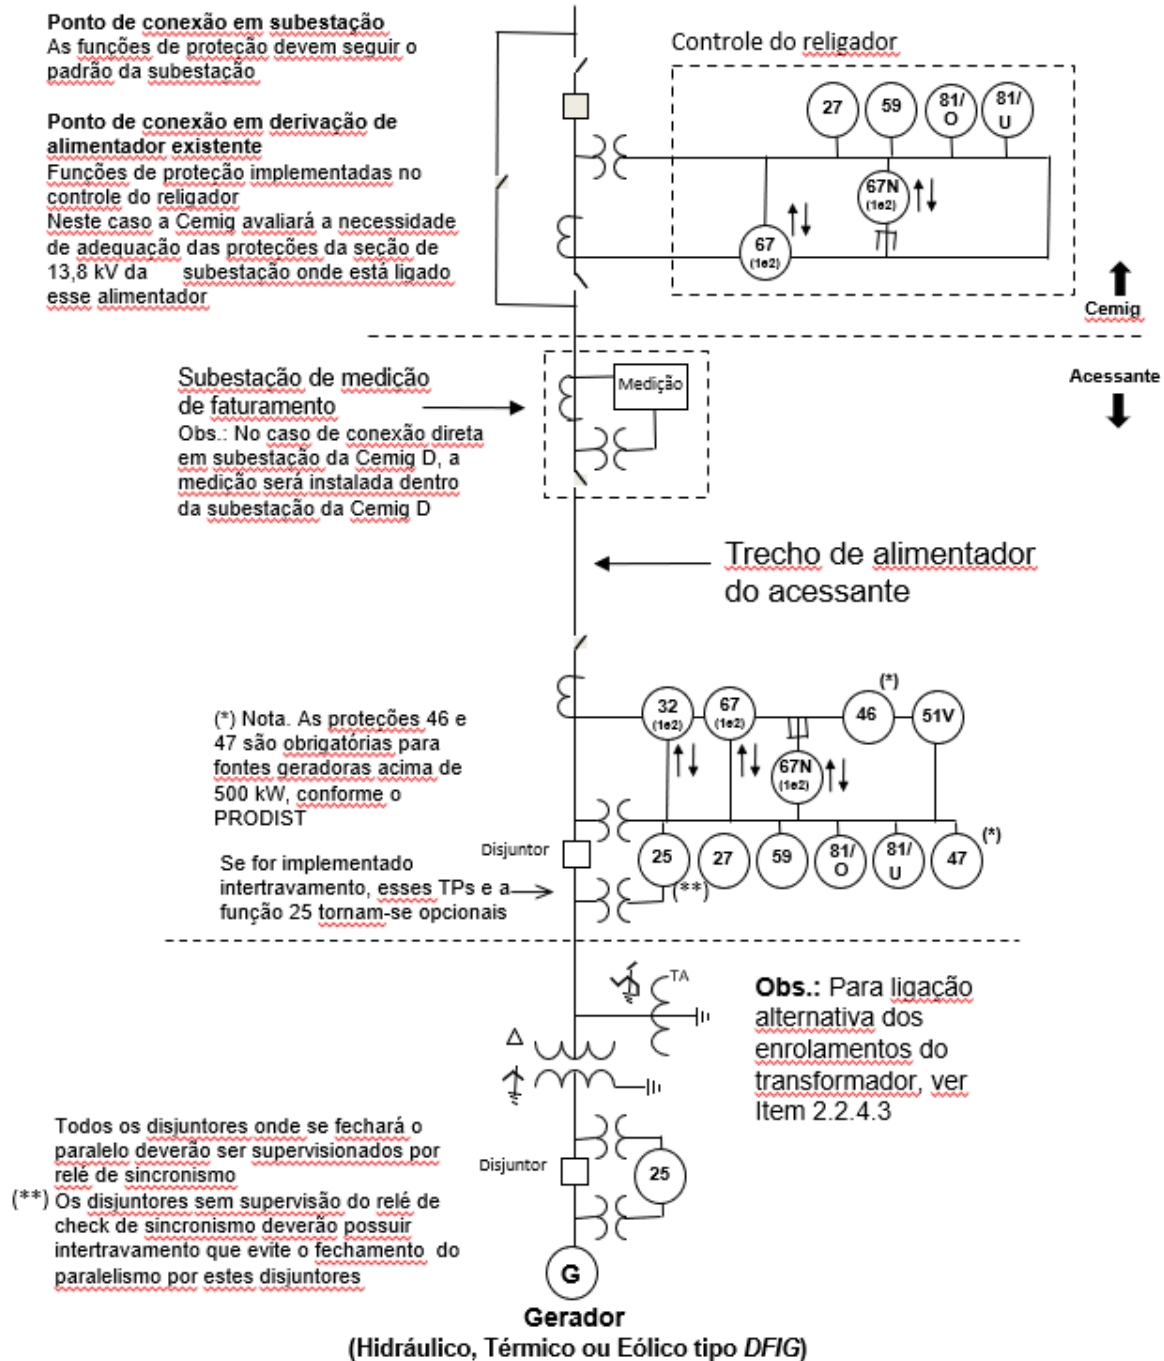 Ponto de conexão em subestação
As funções de proteção devem seguir o
padrão da subestação
Ponto de conexão em derivação de
alimentador existente
Funções de proteção implementadas no
controle do religador
Neste caso a Cemig avaliará a necessidade
de adequação das proteções da seção de
13,8 kV da subestação onde está ligado
esse alimentador
Controle do religador
27
59
81/
O
81/
U
67N
(1e2)
67
(1e2)
Cemig
Acessante
Subestação de medição
de faturamento
Obs.: No caso de conexão direta
em subestação da Cemig D, a
medição será instalada dentro
da subestação da Cemig D
Medição
Trecho de alimentador
do acessante
(*) Nota. As proteções 46 e
47 são obrigatórias para
fontes geradoras acima de
500 kW, conforme o
PRODIST
32
(1e2)
67
(1e2)
(*)
46
51V
67N
(1e2)
Disjuntor
25
27
59
81/
O
81/
U
47
(*)
(**)
Se for implementado
intertravamento, esses TPs e a
função 25 tornam-se opcionais
TA
Δ
Obs.: Para ligação
alternativa dos
enrolamentos do
transformador, ver
Item 2.2.4.3
Todos os disjuntores onde se fechará o
paralelo deverão ser supervisionados por
relé de sincronismo
(**) Os disjuntores sem supervisão do relé de
check de sincronismo deverão possuir
intertravamento que evite o fechamento do
paralelismo por estes disjuntores
Disjuntor
25
G
Gerador
(Hidráulico, Térmico ou Eólico tipo DFIG)